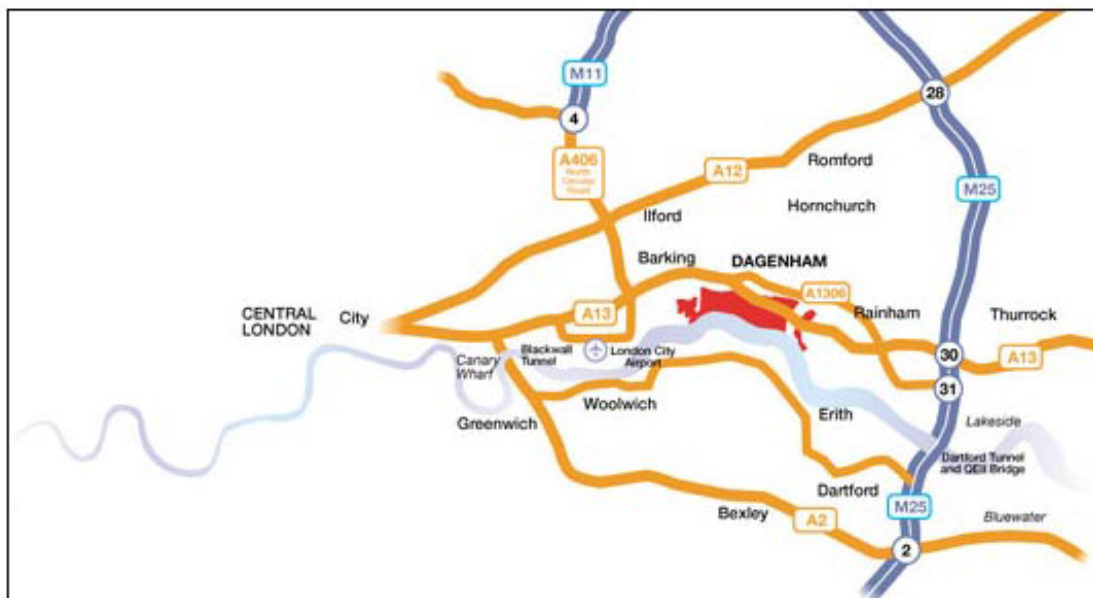 M11
28
4
A406
North
Circular
Road
A12
Romford
M25
Hornchurch
Ilford
Barking
DAGENHAM
A1306
CENTRAL
LONDON
City
A13
Rainham
Thurrock
Canary
Wharf
Blackwall
Tunnel
London City
Airport
30
A13
31
Greenwich
Woolwich
Erith
Lakeside
Dartford Tunnel
and QEII Bridge
Dartford
M25
Bexley
A2
Bluewater
2